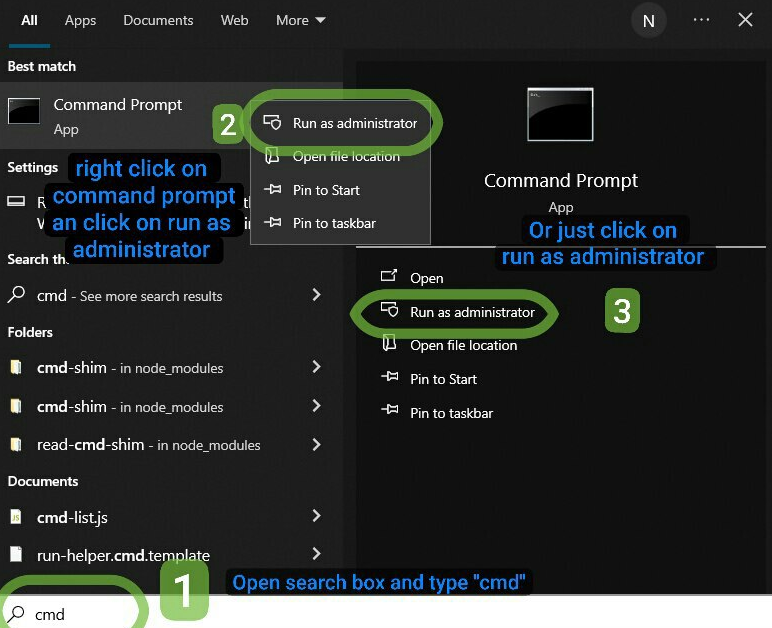 All Apps Documents Web More N ...
Best match
Command Prompt
App
2
Run as administrator
Open file location
Pin to Start
Pin to taskbar
Settings
right click on
command prompt
an click on run as
administrator
Search th
cmd - See more search results
Folders
cmd-shim - in node_modules
cmd-shim - in node_modules
read-cmd-shim - in node_modules
Documents
cmd-list.js
run-helper.cmd.template
1
Open search box and type "cmd"
cmd
Command Prompt
App
Or just click on
run as administrator
Open
Run as administrator
3
Open file location
Pin to Start
Pin to taskbar